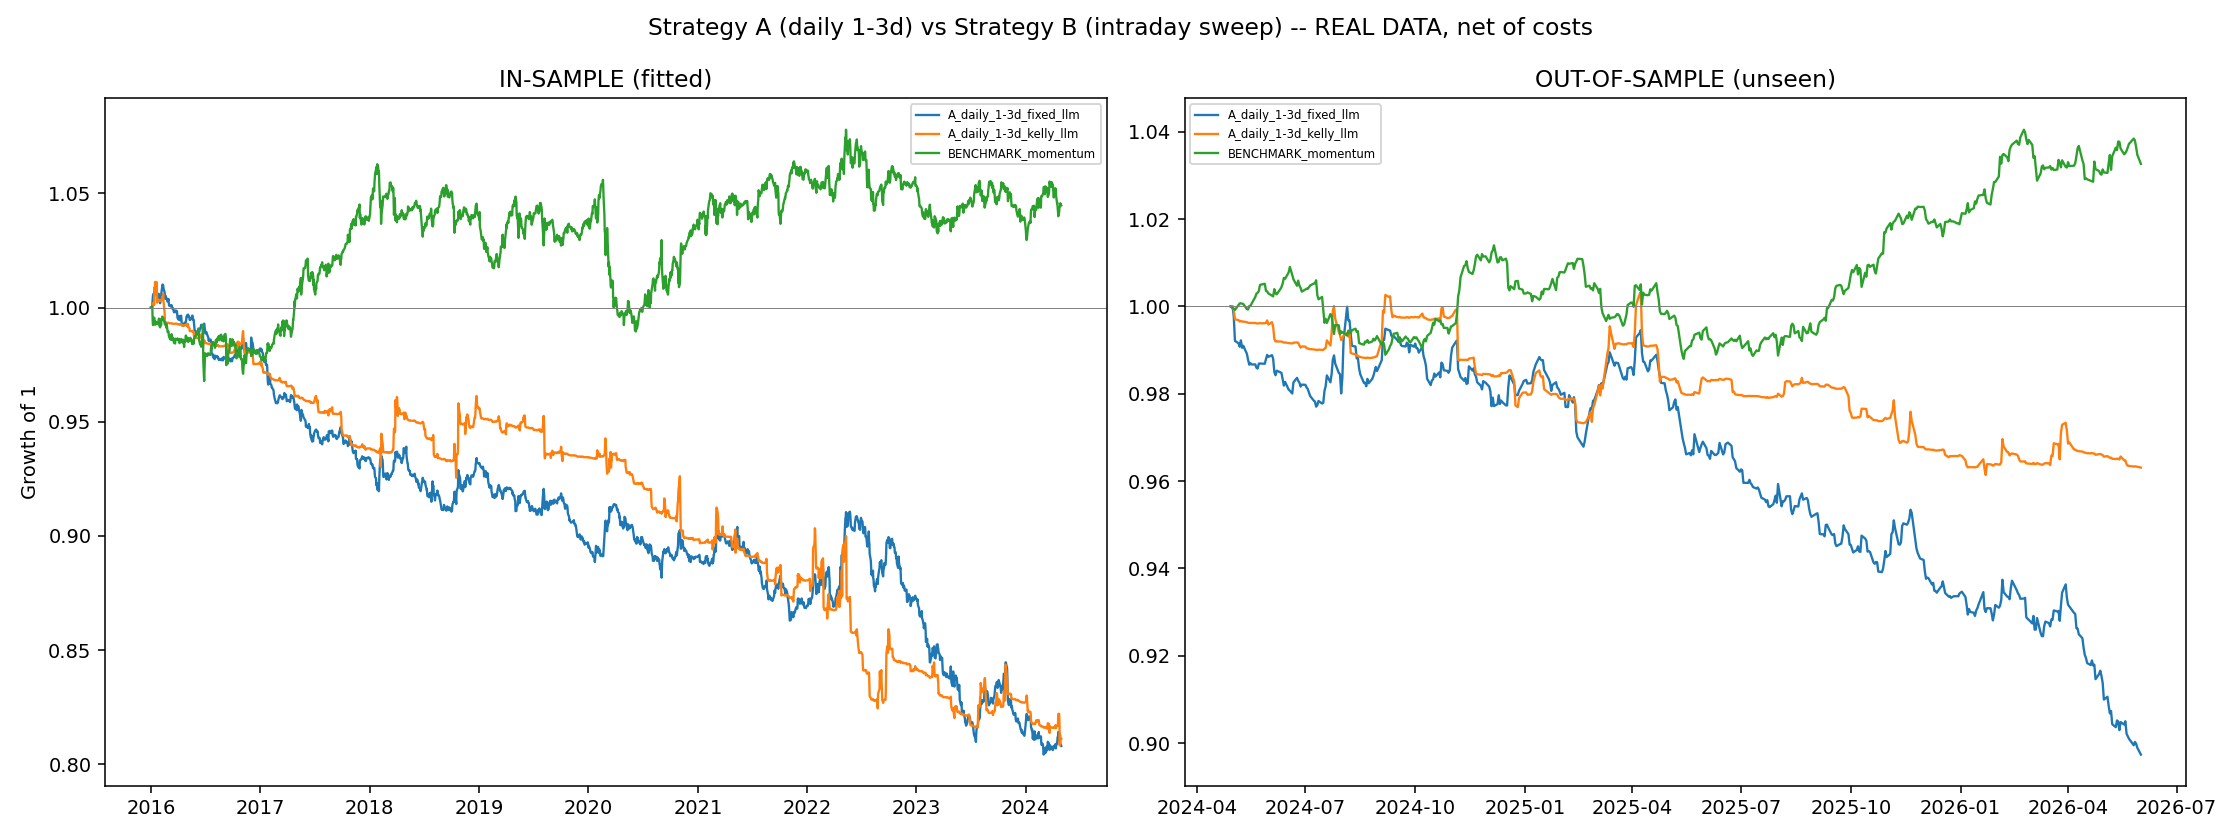 Strategy A (daily 1-3d) vs Strategy B (intraday sweep) -- REAL DATA, net of costs
IN-SAMPLE (fitted)
A_daily_1-3d_fixed_llm
A_daily_1-3d_kelly_llm
BENCHMARK_momentum
Growth of 1
1.05
1.00
0.95
0.90
0.85
0.80
2016 2017 2018 2019 2020 2021 2022 2023 2024
OUT-OF-SAMPLE (unseen)
A_daily_1-3d_fixed_llm
A_daily_1-3d_kelly_llm
BENCHMARK_momentum
1.04
1.02
1.00
0.98
0.96
0.94
0.92
0.90
2024-04 2024-07 2024-10 2025-01 2025-04 2025-07 2025-10 2026-01 2026-04 2026-07